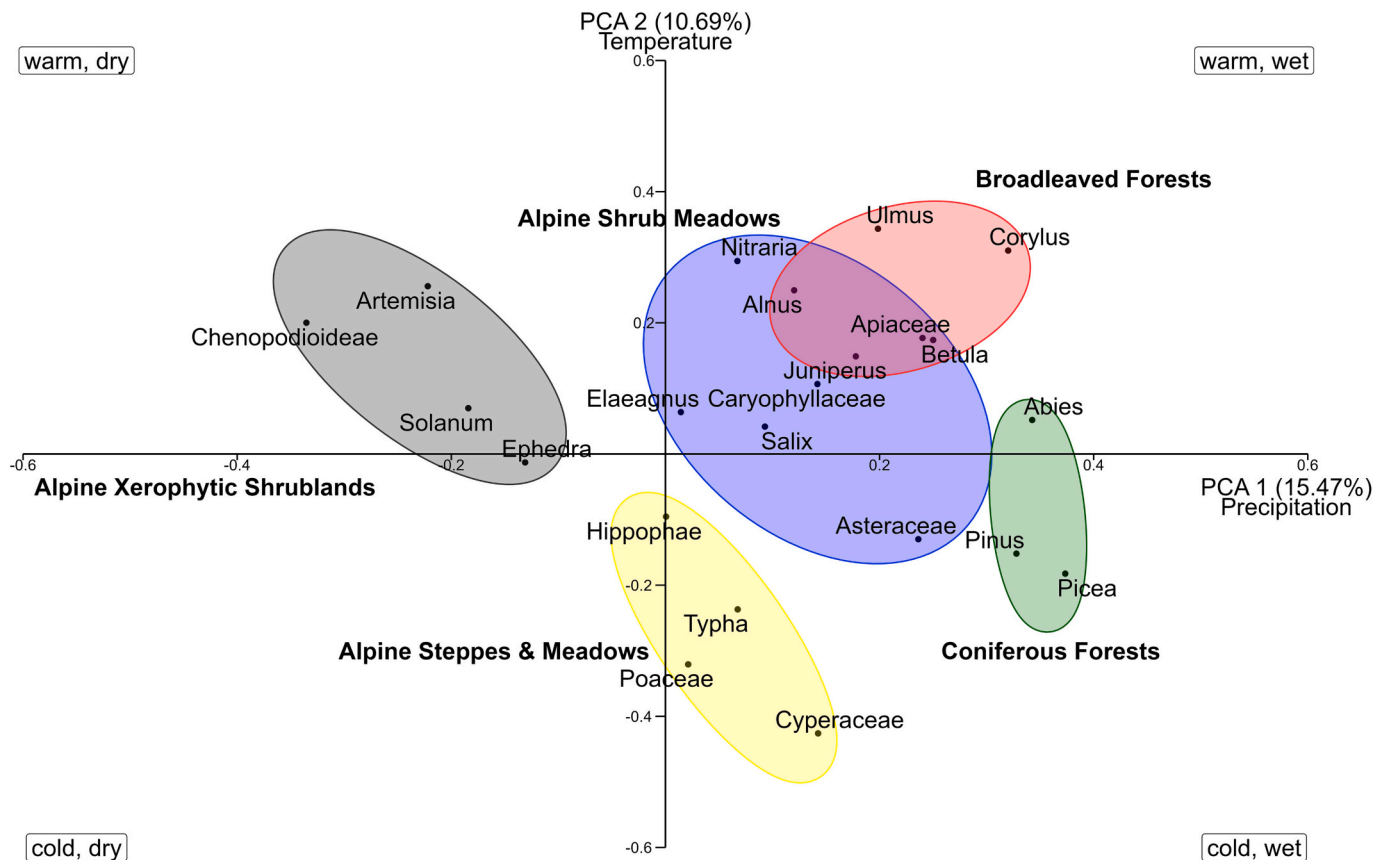 PCA 2 (10.69%)
Temperature
warm, dry
warm, wet
0.6
Broadleaved Forests
0.4
Alpine Shrub Meadows
Ulmus
Corylus
Nitraria
Artemisia
Alnus
Chenopodioideae
0.2
Apiaceae
Betula
Juniperus
Elaeagnus
Caryophyllaceae
Abies
Solanum
Salix
Ephedra
-0.6
-0.4
-0.2
0.2
0.4
0.6
Alpine Xerophytic Shrublands
PCA 1 (15.47%)
Precipitation
Hippophae
Asteraceae
Pinus
-0.2
Picea
Typha
Alpine Steppes & Meadows
Coniferous Forests
Poaceae
-0.4
Cyperaceae
cold, dry
-0.6
cold, wet